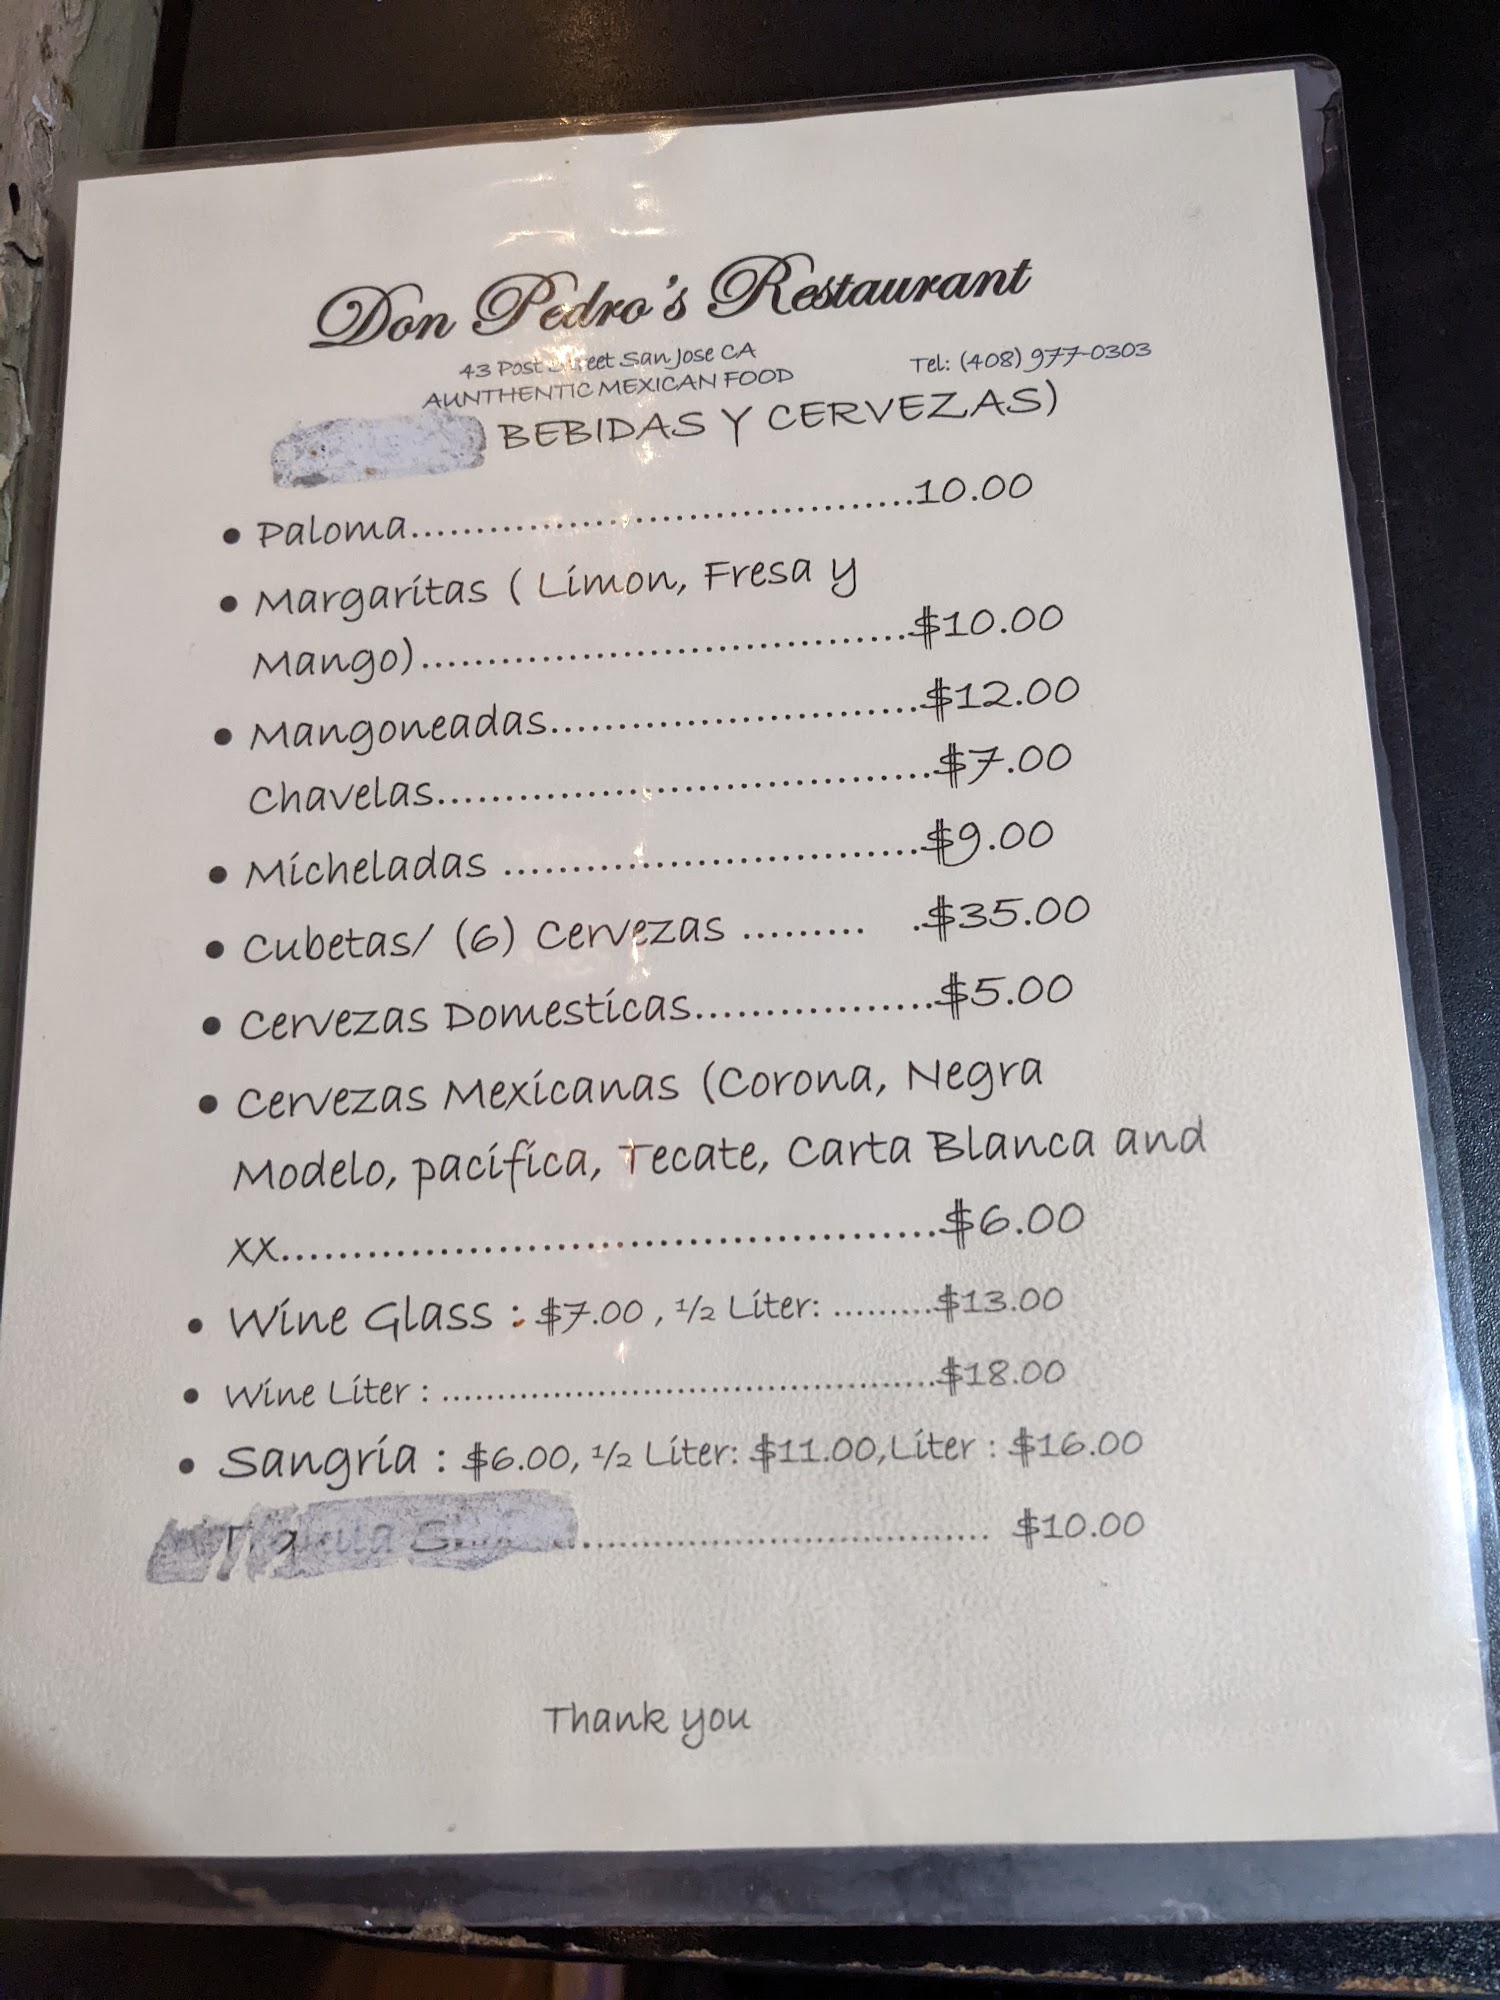 Don Pedro's Restaurant
43 Post Street San Jose CA Tel: (408) 977-0303
AUNTHENTIC MEXICAN FOOD
BEBIDAS Y CERVEZAS)
• Paloma.......................................10.00
• Margaritas ( Limon, Fresa y
Mango).....................................$10.00
• Mangoneadas............................$12.00
Chavelas......................................$7.00
• Micheladas ................................$9.00
• Cubetas/ (6) Cervezas ......... .$35.00
• Cervezas Domesticas..................$5.00
• Cervezas Mexicanas (Corona, Negra
Modelo, pacifica, Tecate, Carta Blanca and
xx...............................................$6.00
• Wine Glass : $7.00 , 1/2 Liter: .........$13.00
• Wine Liter : ...........................................$18.00
• Sangria : $6.00, 1/2 Liter: $11.00,Liter : $16.00
.................................... $10.00
Thank you